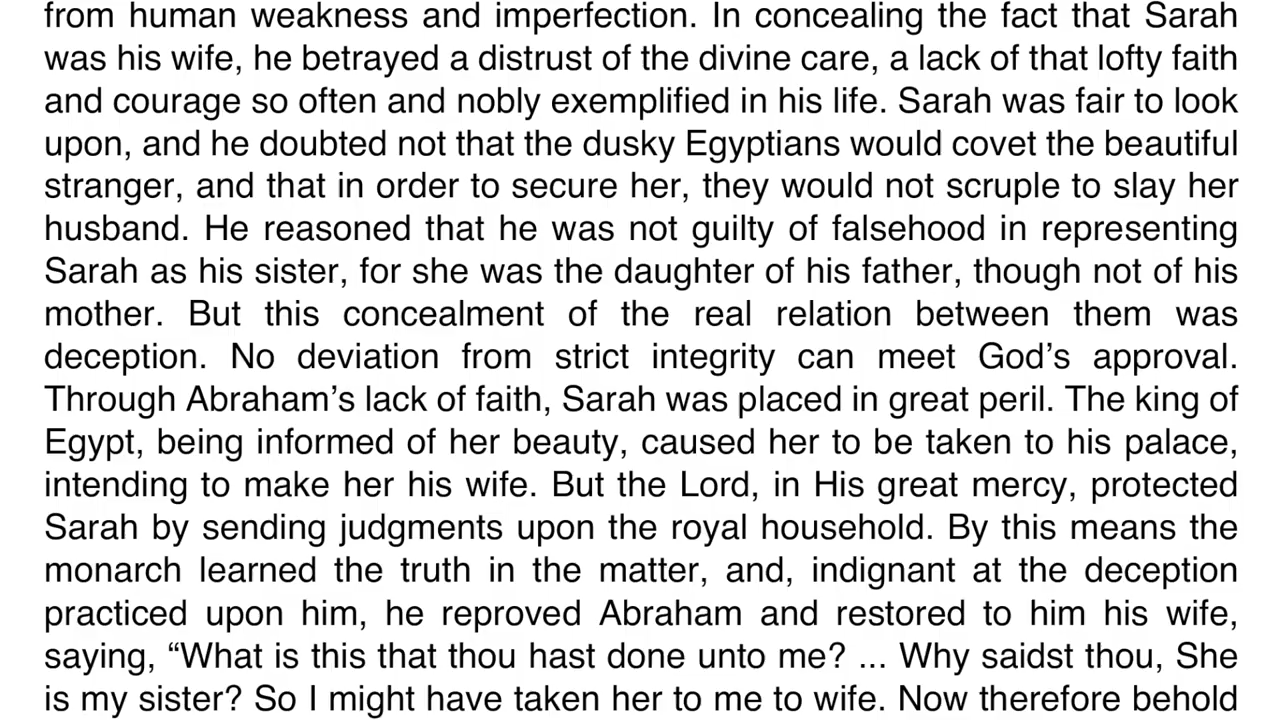 from human weakness and imperfection. In concealing the fact that Sarah
was his wife, he betrayed a distrust of the divine care, a lack of that lofty faith
and courage so often and nobly exemplified in his life. Sarah was fair to look
upon, and he doubted not that the dusky Egyptians would covet the beautiful
stranger, and that in order to secure her, they would not scruple to slay her
husband. He reasoned that he was not guilty of falsehood in representing
Sarah as his sister, for she was the daughter of his father, though not of his
mother. But this concealment of the real relation between them was
deception. No deviation from strict integrity can meet God’s approval.
Through Abraham’s lack of faith, Sarah was placed in great peril. The king of
Egypt, being informed of her beauty, caused her to be taken to his palace,
intending to make her his wife. But the Lord, in His great mercy, protected
Sarah by sending judgments upon the royal household. By this means the
monarch learned the truth in the matter, and, indignant at the deception
practiced upon him, he reproved Abraham and restored to him his wife,
saying, “What is this that thou hast done unto me? ... Why saidst thou, She
is my sister? So I might have taken her to me to wife. Now therefore behold